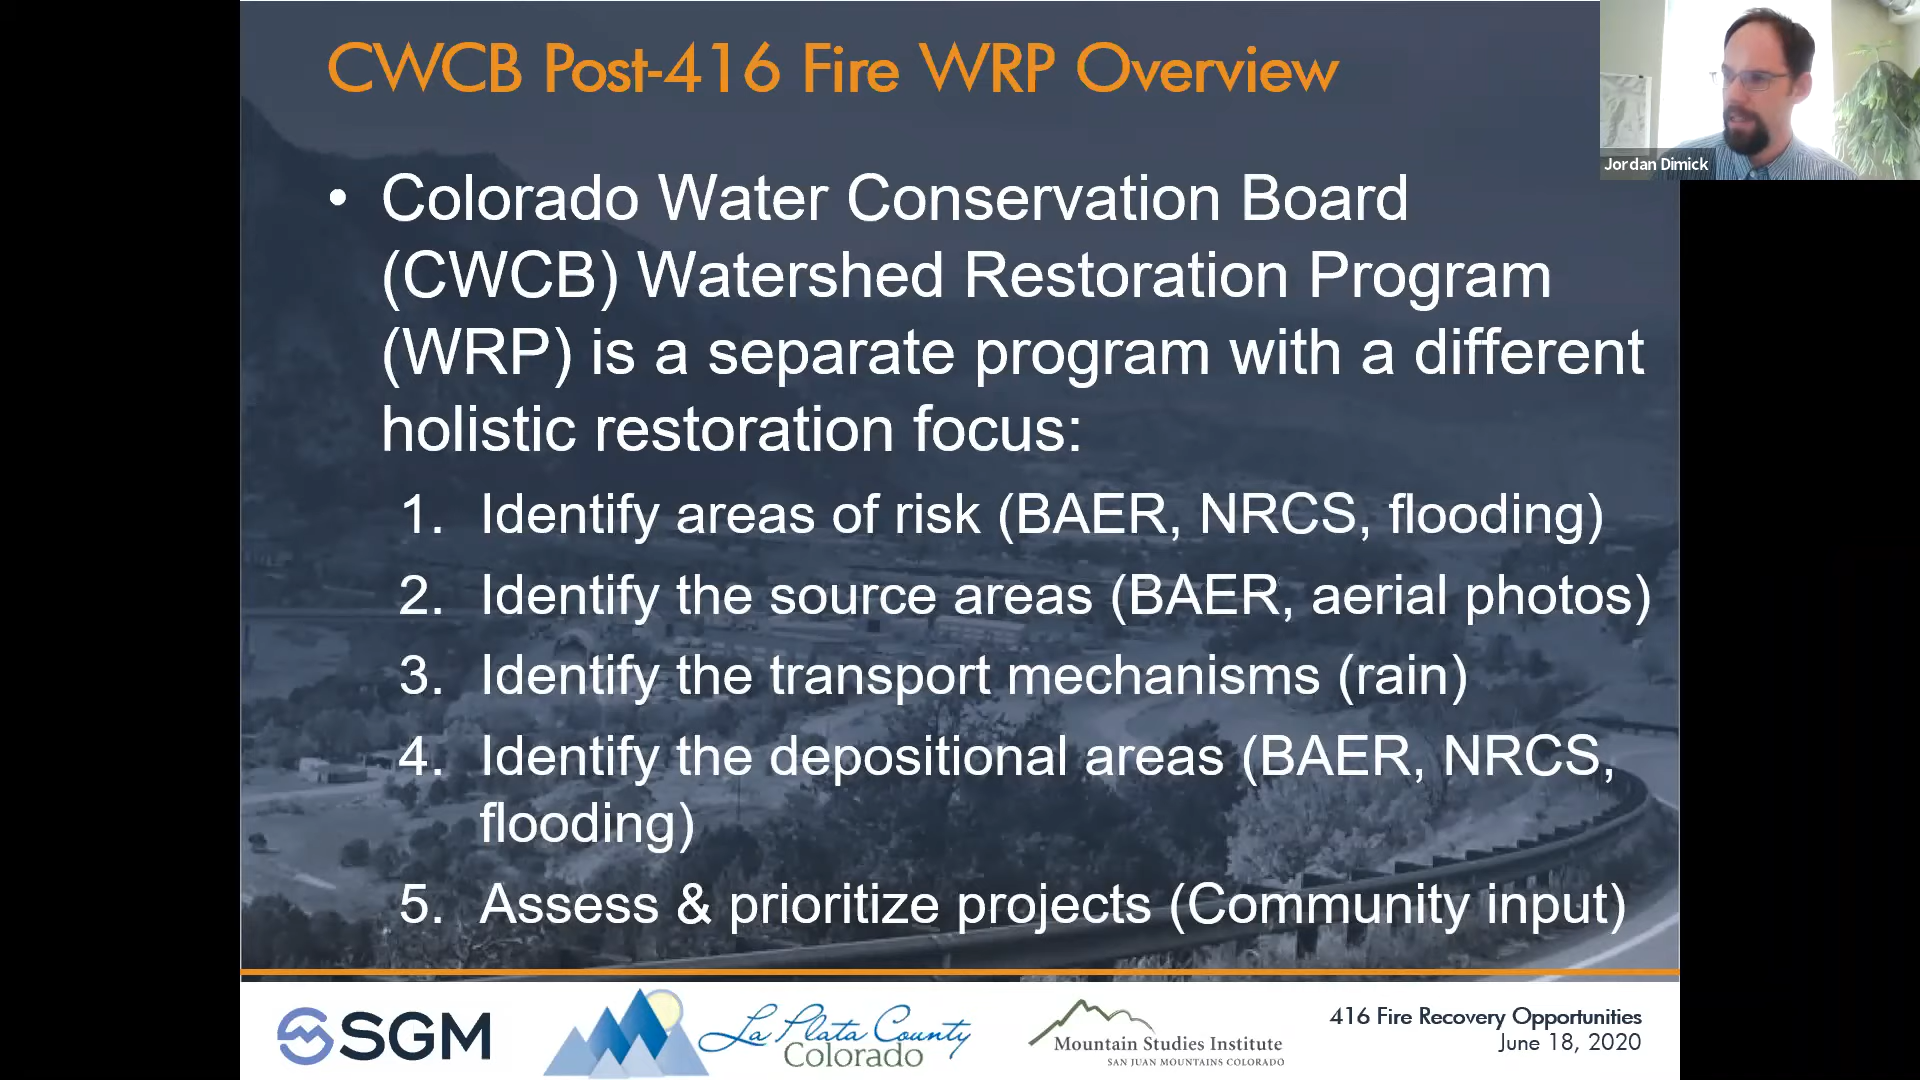 CWCB Post-416 Fire WRP Overview
Jordan Dimick
• Colorado Water Conservation Board
(CWCB) Watershed Restoration Program
(WRP) is a separate program with a different
holistic restoration focus:
1. Identify areas of risk (BAER, NRCS, flooding)
2. Identify the source areas (BAER, aerial photos)
3. Identify the transport mechanisms (rain)
4. Identify the depositional areas (BAER, NRCS,
flooding)
5. Assess & prioritize projects (Community input)
SGM
La Plata County
Colorado
Mountain Studies Institute
SAN JUAN MOUNTAINS COLORADO
416 Fire Recovery Opportunities
June 18, 2020